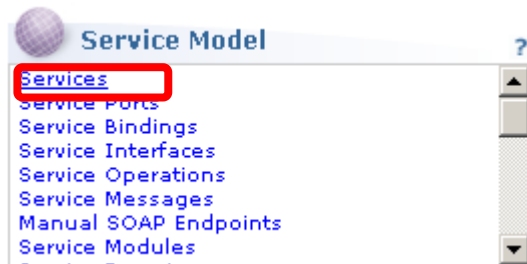 Service Model
?
Services
Service Ports
Service Bindings
Service Interfaces
Service Operations
Service Messages
Manual SOAP Endpoints
Service Modules